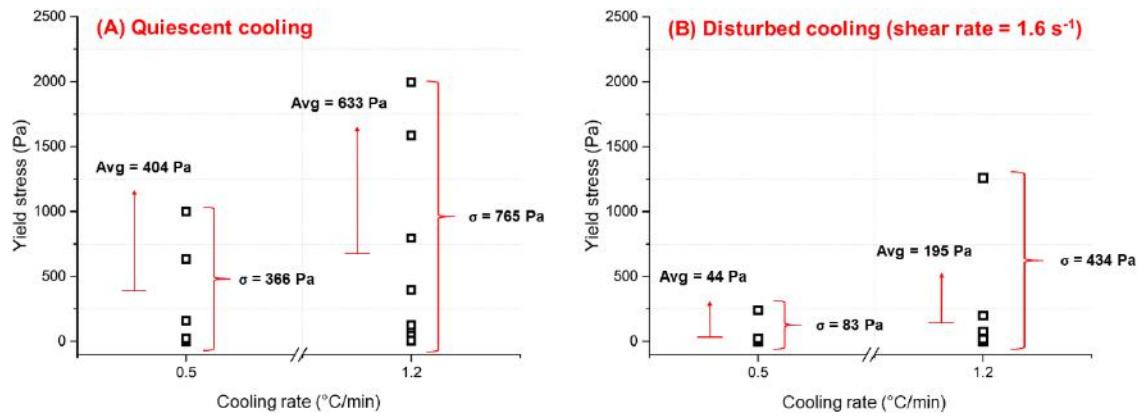 (A) Quiescent cooling
2500
2000
1500
1000
500
0
Yield stress (Pa)
Avg = 404 Pa
Avg = 633 Pa
σ = 366 Pa
σ = 765 Pa
0.5
1.2
Cooling rate (°C/min)
(B) Disturbed cooling (shear rate = 1.6 s⁻¹)
2500
2000
1500
1000
500
0
Yield stress (Pa)
Avg = 44 Pa
Avg = 195 Pa
σ = 83 Pa
σ = 434 Pa
0.5
1.2
Cooling rate (°C/min)